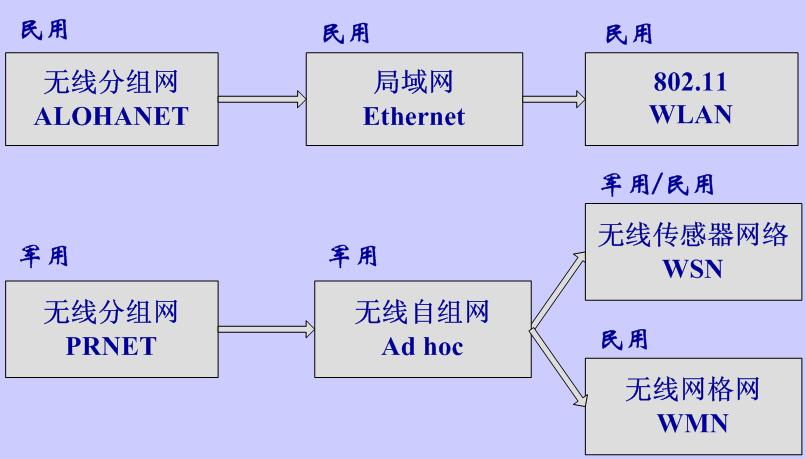 民用
民用
民用
无线分组网
ALOHANET
局域网
Ethernet
802.11
WLAN
军用/民用
无线传感器网络
WSN
军用
军用
无线分组网
PRNET
无线自组网
Ad hoc
民用
无线网格网
WMN